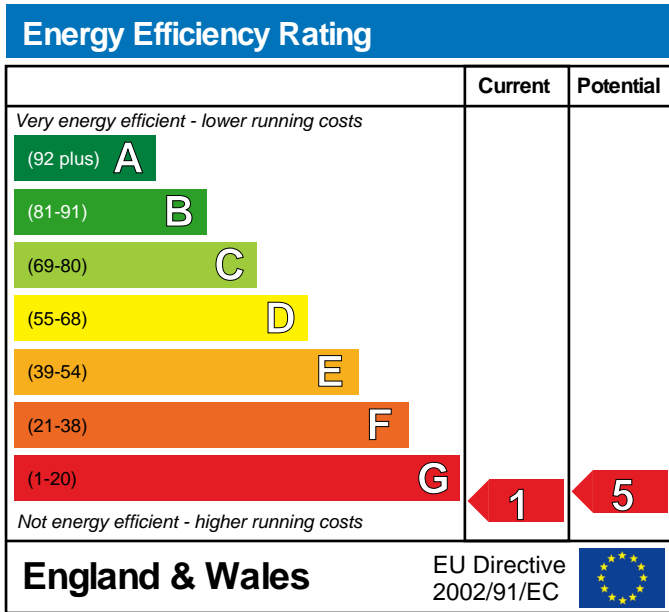 Energy Efficiency Rating
Current Potential
Very energy efficient - lower running costs
(92 plus) A
(81-91) B
(69-80) C
(55-68) D
(39-54) E
(21-38) F
(1-20) G
1 5
Not energy efficient - higher running costs
England & Wales
EU Directive
2002/91/EC